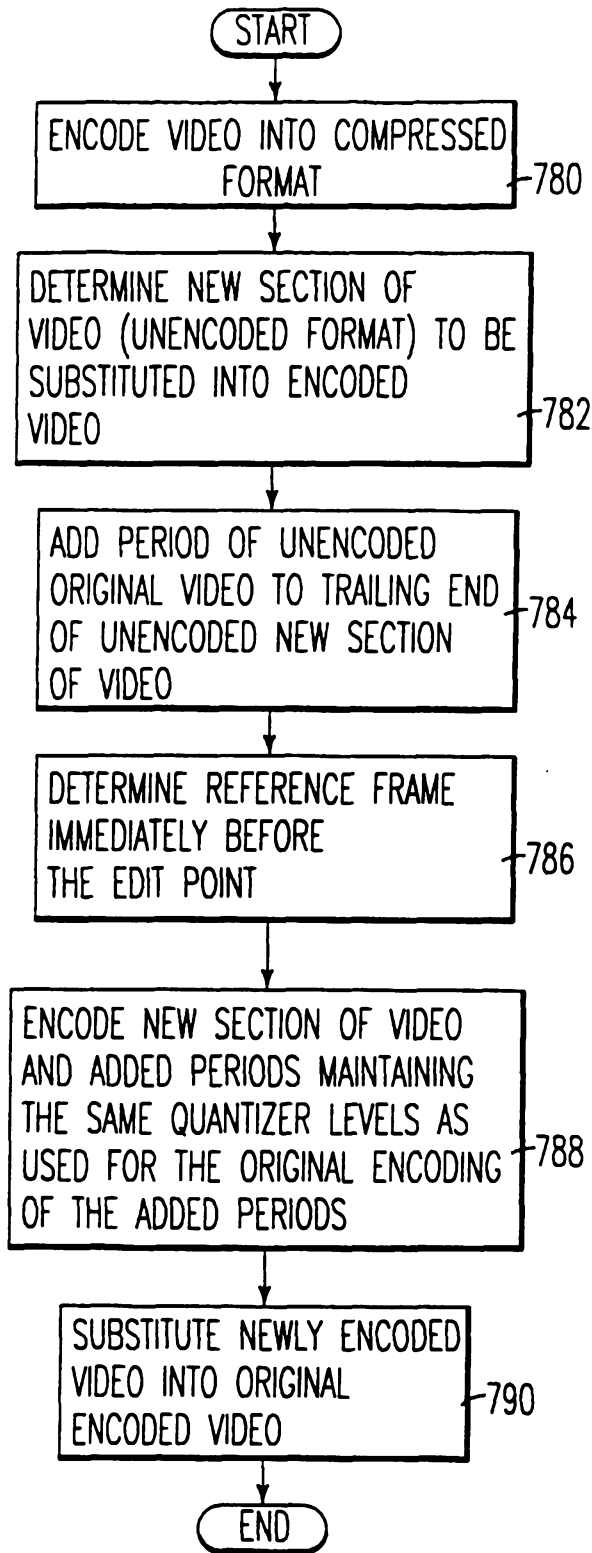 START
ENCODE VIDEO INTO COMPRESSED
FORMAT
780
DETERMINE NEW SECTION OF
VIDEO (UNENCODED FORMAT) TO BE
SUBSTITUTED INTO ENCODED
VIDEO
782
ADD PERIOD OF UNENCODED
ORIGINAL VIDEO TO TRAILING END
OF UNENCODED NEW SECTION
OF VIDEO
784
DETERMINE REFERENCE FRAME
IMMEDIATELY BEFORE
THE EDIT POINT
786
ENCODE NEW SECTION OF VIDEO
AND ADDED PERIODS MAINTAINING
THE SAME QUANTIZER LEVELS AS
USED FOR THE ORIGINAL ENCODING
OF THE ADDED PERIODS
788
SUBSTITUTE NEWLY ENCODED
VIDEO INTO ORIGINAL
ENCODED VIDEO
790
END